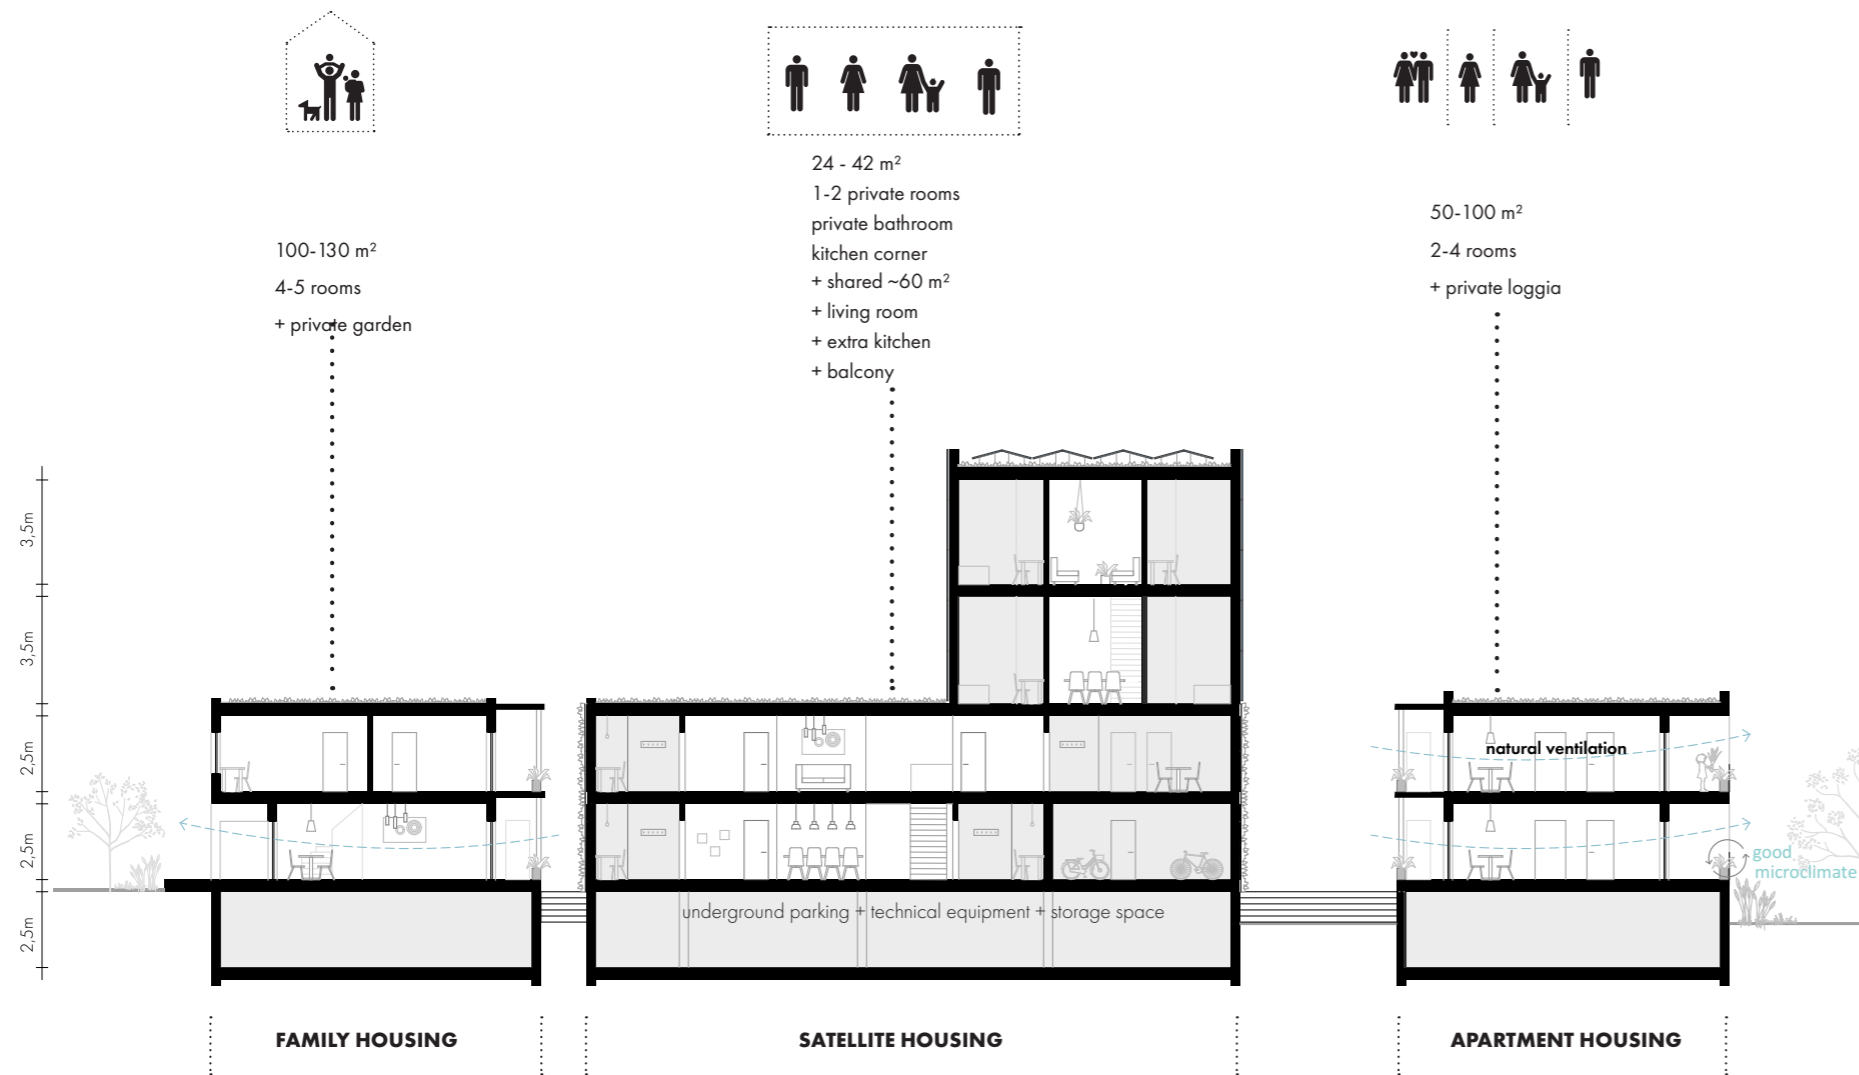 24 - 42 m²
1-2 private rooms
private bathroom
kitchen corner
+ shared ~60 m²
+ living room
+ extra kitchen
+ balcony
100-130 m²
4-5 rooms
+ private garden
50-100 m²
2-4 rooms
+ private loggia
3,5m
3,5m
2,5m
2,5m
2,5m
natural ventilation
good
microclimate
underground parking + technical equipment + storage space
FAMILY HOUSING
SATELLITE HOUSING
APARTMENT HOUSING